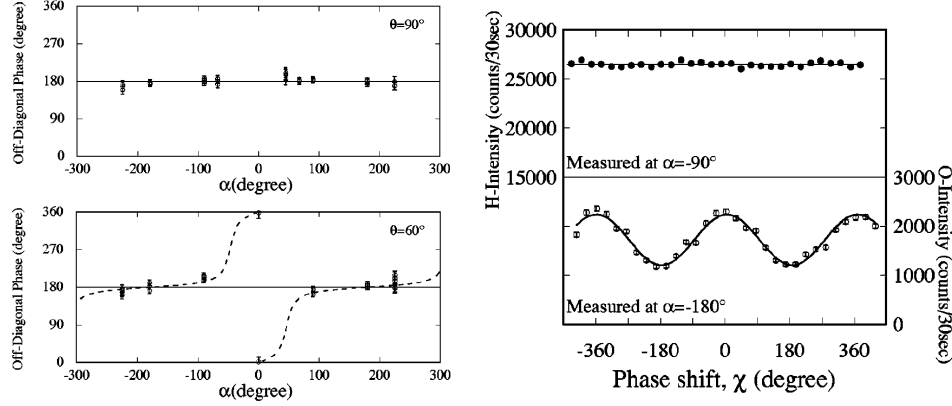 360
θ=90°
270
180
90
0
-300 -200 -100 0 100 200 300
α(degree)
Off-Diagonal Phase (degree)
360
θ=60°
270
180
90
0
-300 -200 -100 0 100 200 300
α(degree)
Off-Diagonal Phase (degree)
H-Intensity (counts/30sec)
30000
25000
20000
15000
Measured at α=-90°
15000
3000
2000
1000
0
O-Intensity (counts/30sec)
Measured at α=-180°
-360 -180 0 180 360
Phase shift, χ (degree)